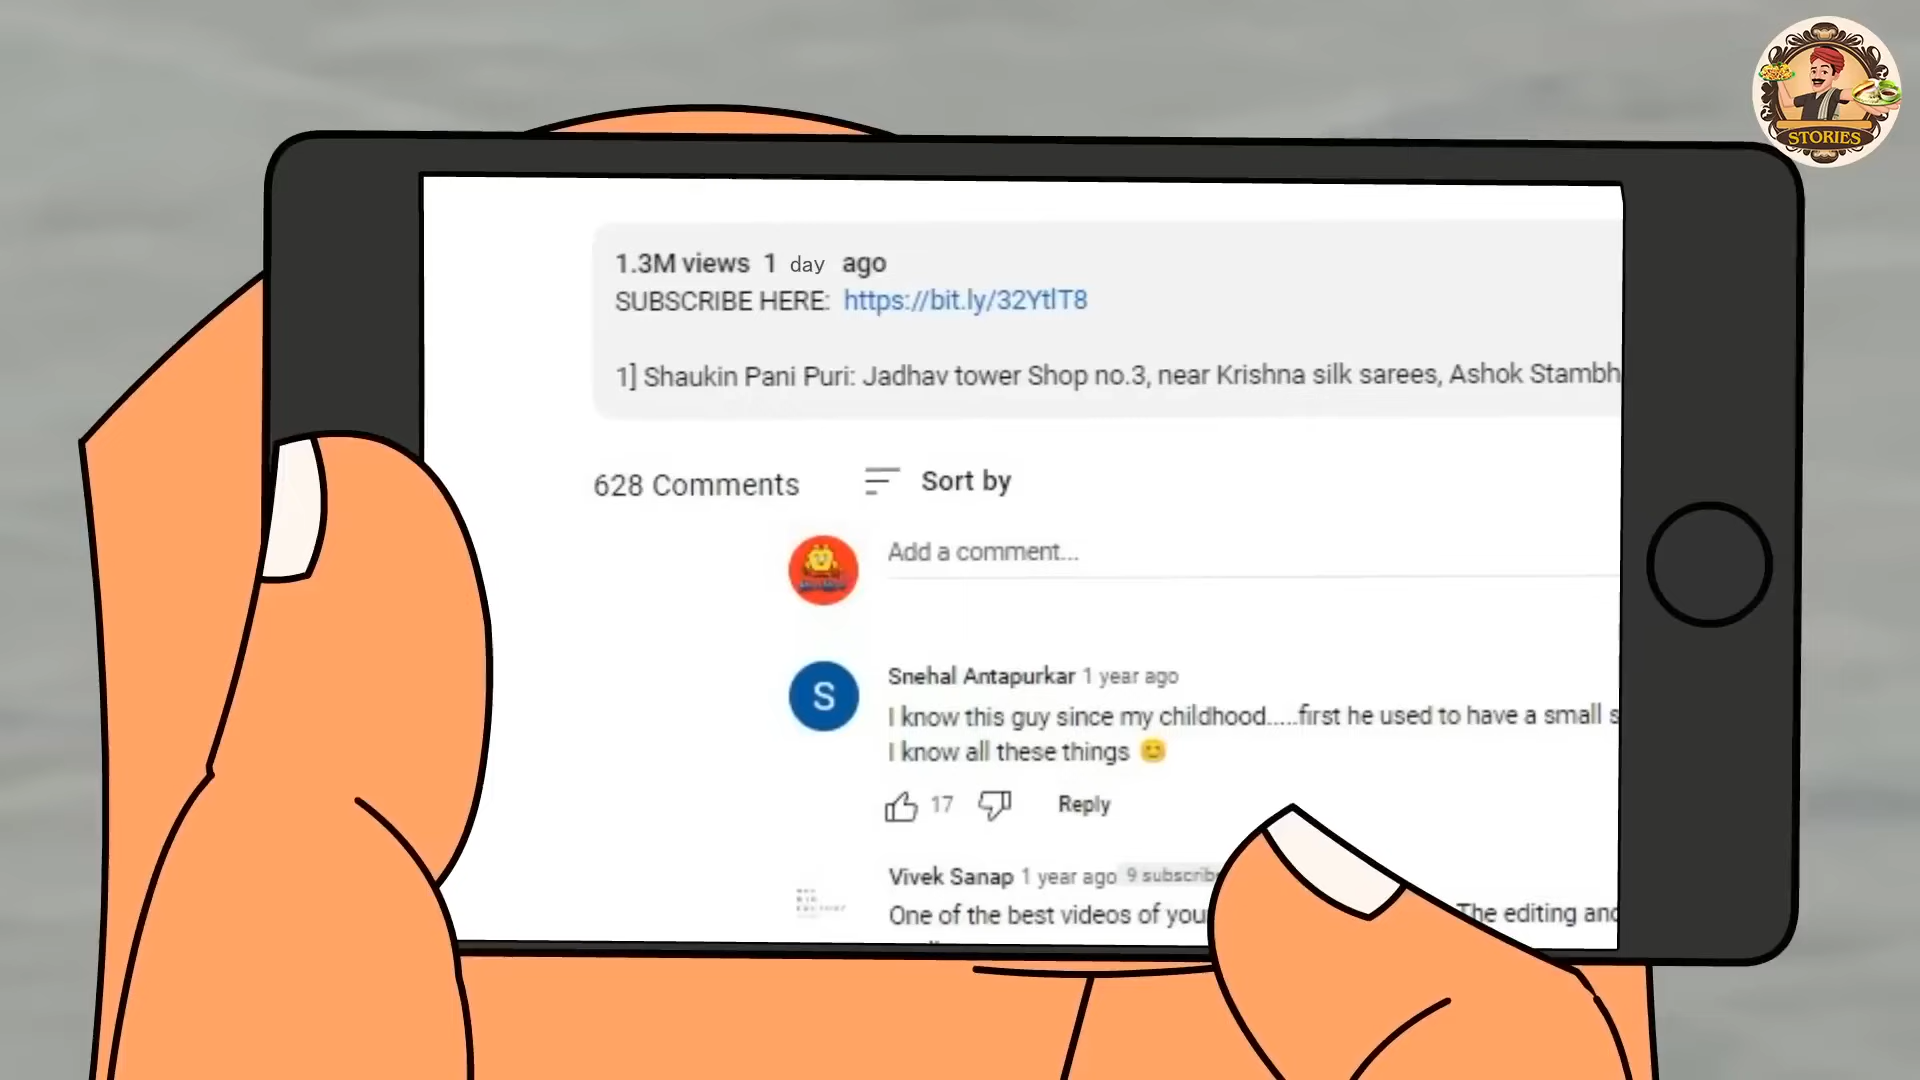 STORIES
1.3M views 1 day ago
SUBSCRIBE HERE: https://bit.ly/32YtlT8
1] Shaukin Pani Puri: Jadhav tower Shop no.3, near Krishna silk sarees, Ashok Stambh
628 Comments
Sort by
Add a comment...
S
Snehal Antapurkar 1 year ago
I know this guy since my childhood.....first he used to have a small s
I know all these things 😊
17 Reply
Vivek Sanap 1 year ago 9 subscribe
One of the best videos of you The editing and